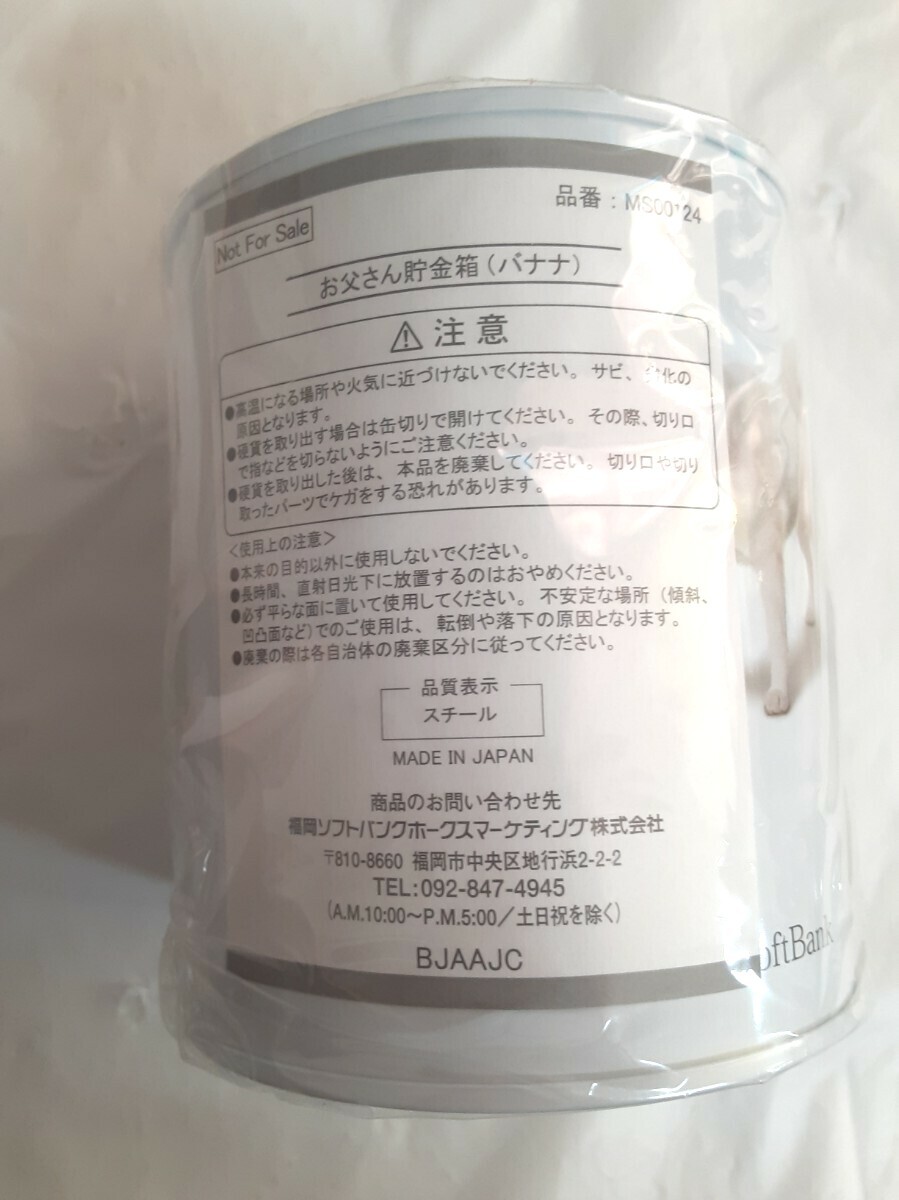 品番：MS00124
Not For Sale
お父さん貯金箱（バナナ）
⚠注意
●高温になる場所や火気に近づけないでください。サビ、劣化の
原因となります。
●硬貨を取り出す場合は缶切りで開けてください。その際、切り口
で指などを切らないようにご注意ください。
●硬貨を取り出した後は、本品を廃棄してください。切り口や切り
取ったパーツでケガをする恐れがあります。
＜使用上の注意＞
●本来の目的以外に使用しないでください。
●長時間、直射日光下に放置するのはおやめください。
●必ず平らな面に置いて使用してください。不安定な場所（傾斜、
凹凸面など）でのご使用は、転倒や落下の原因となります。
●廃棄の際は各自治体の廃棄区分に従ってください。
品質表示
スチール
MADE IN JAPAN
商品のお問い合わせ先
福岡ソフトバンクホークスマーケティング株式会社
〒810-8660 福岡市中央区地行浜2-2-2
TEL:092-847-4945
（A.M.10:00～P.M.5:00／土日祝を除く）
BJAAJC
oftBank